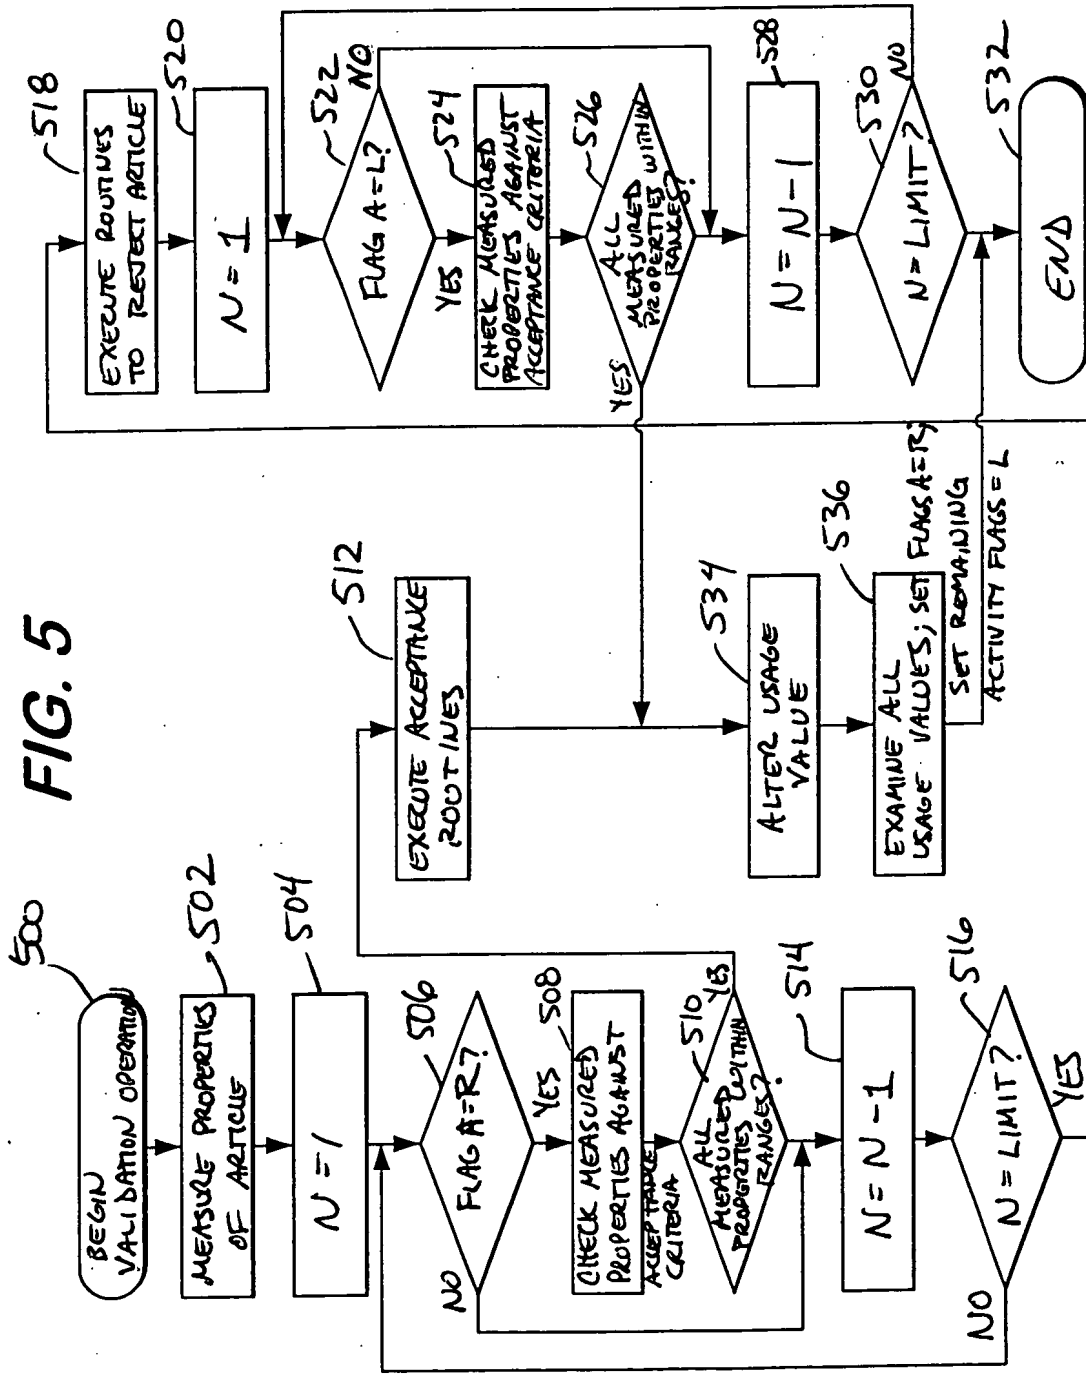 FIG. 5
500
BEGIN
VALIDATION OPERATION
502
MEASURE PROPERTIES
OF ARTICLE
504
N = 1
506
FLAG A=R?
NO
YES
508
CHECK MEASURED
PROPERTIES AGAINST
ACCEPTANCE
CRITERIA
510
ALL
MEASURED
PROPERTIES WITHIN
RANGES?
YES
514
N = N - 1
516
N = LIMIT?
NO
YES
512
EXECUTE ACCEPTANCE
ROUTINES
534
ALTER USAGE
VALUE
536
EXAMINE ALL
USAGE VALUES; SET FLAGS A=R;
SET REMAINING
ACTIVITY FLAGS = L
518
EXECUTE ROUTINES
TO REJECT ARTICLE
520
N = 1
522
FLAG A=L?
NO
YES
524
CHECK MEASURED
PROPERTIES AGAINST
ACCEPTANCE CRITERIA
526
ALL
MEASURED
PROPERTIES WITHIN
RANGES?
YES
528
N = N - 1
530
N = LIMIT?
NO
532
END